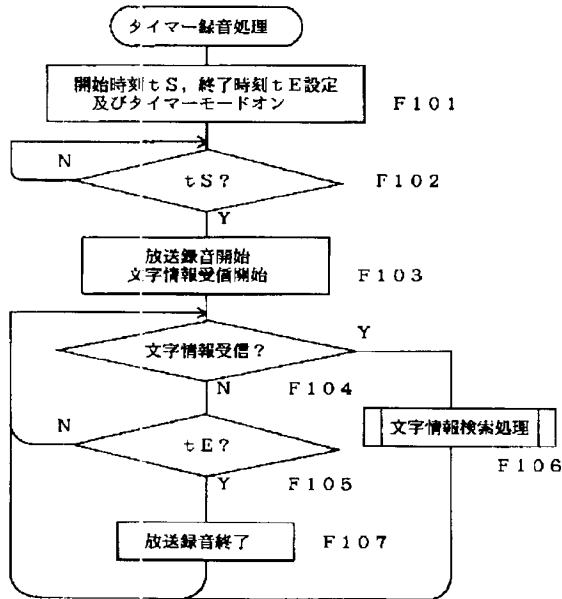 タイマー録音処理
開始時刻tS，終了時刻tE設定
及びタイマーモードオン
F101
N
tS？
F102
Y
放送録音開始
文字情報受信開始
F103
Y
文字情報受信？
N
F104
N
tE？
文字情報検索処理
F106
Y
F105
放送録音終了
F107